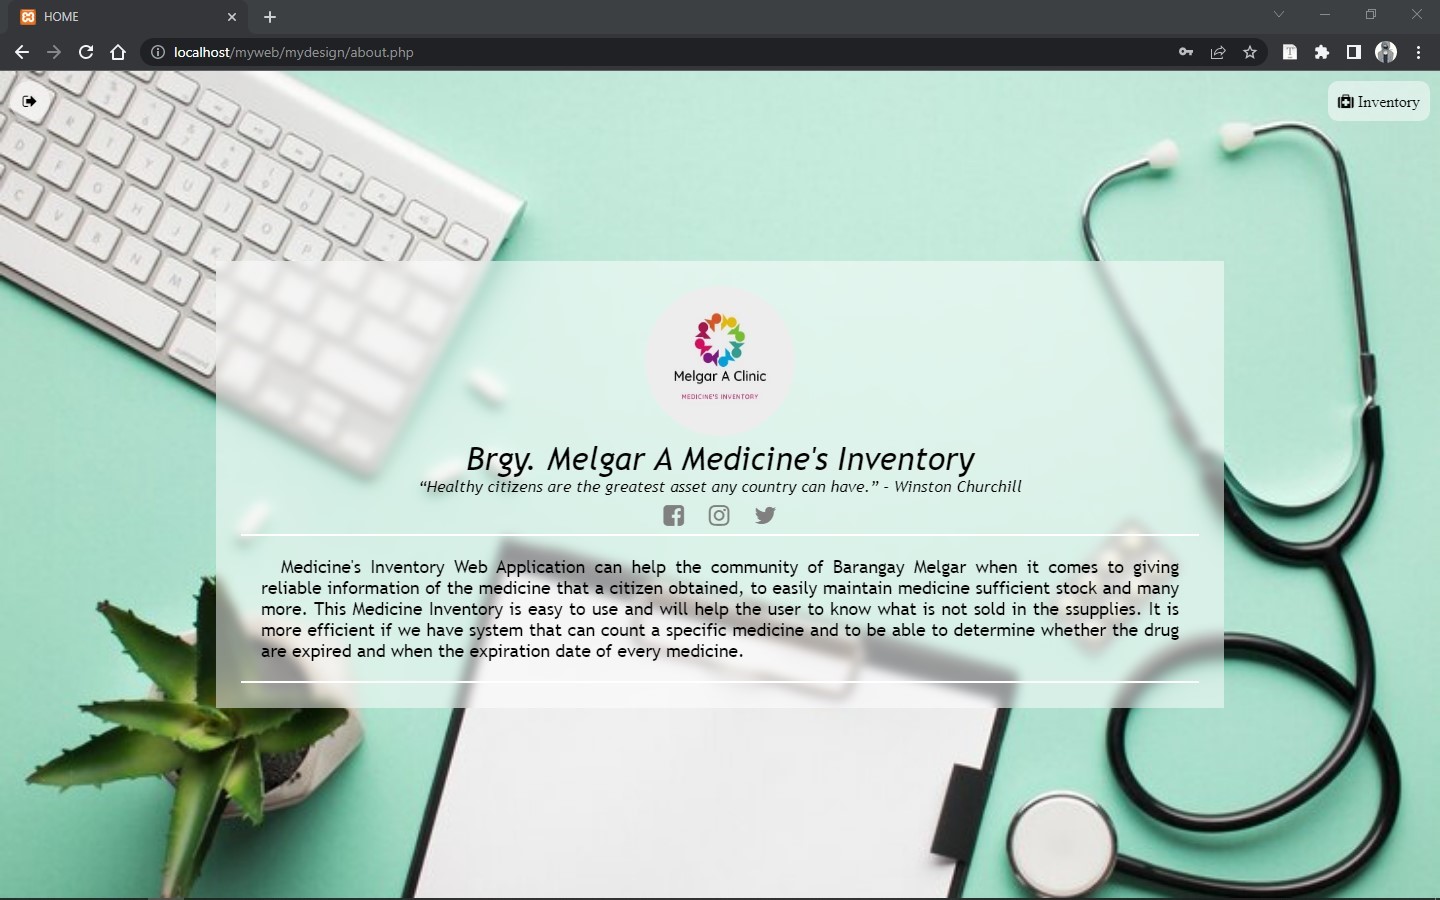 HOME
localhost/myweb/mydesign/about.php
Inventory
Melgar A Clinic
MEDICINE'S INVENTORY
Brgy. Melgar A Medicine's Inventory
“Healthy citizens are the greatest asset any country can have.” - Winston Churchill
Medicine's Inventory Web Application can help the community of Barangay Melgar when it comes to giving
reliable information of the medicine that a citizen obtained, to easily maintain medicine sufficient stock and many
more. This Medicine Inventory is easy to use and will help the user to know what is not sold in the ssupplies. It is
more efficient if we have system that can count a specific medicine and to be able to determine whether the drug
are expired and when the expiration date of every medicine.